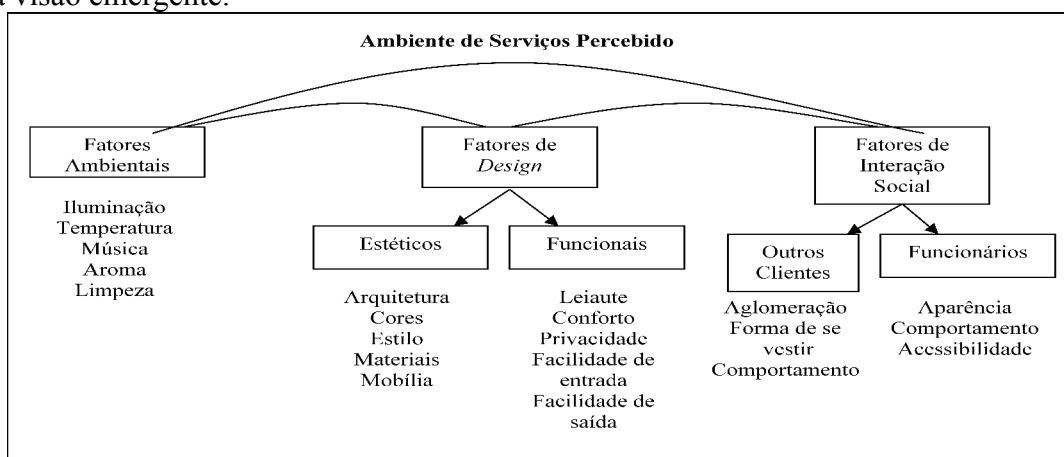 visão emergente.
Ambiente de Serviços Percebido
Fatores
Ambientais
Iluminação
Temperatura
Música
Aroma
Limpeza
Fatores de
Design
Estéticos
Arquitetura
Cores
Estilo
Materiais
Mobília
Funcionais
Leiaute
Conforto
Privacidade
Facilidade de
entrada
Facilidade de
saída
Fatores de
Interação
Social
Outros
Clientes
Aglomeração
Forma de se
vestir
Comportamento
Funcionários
Aparência
Comportamento
Acessibilidade